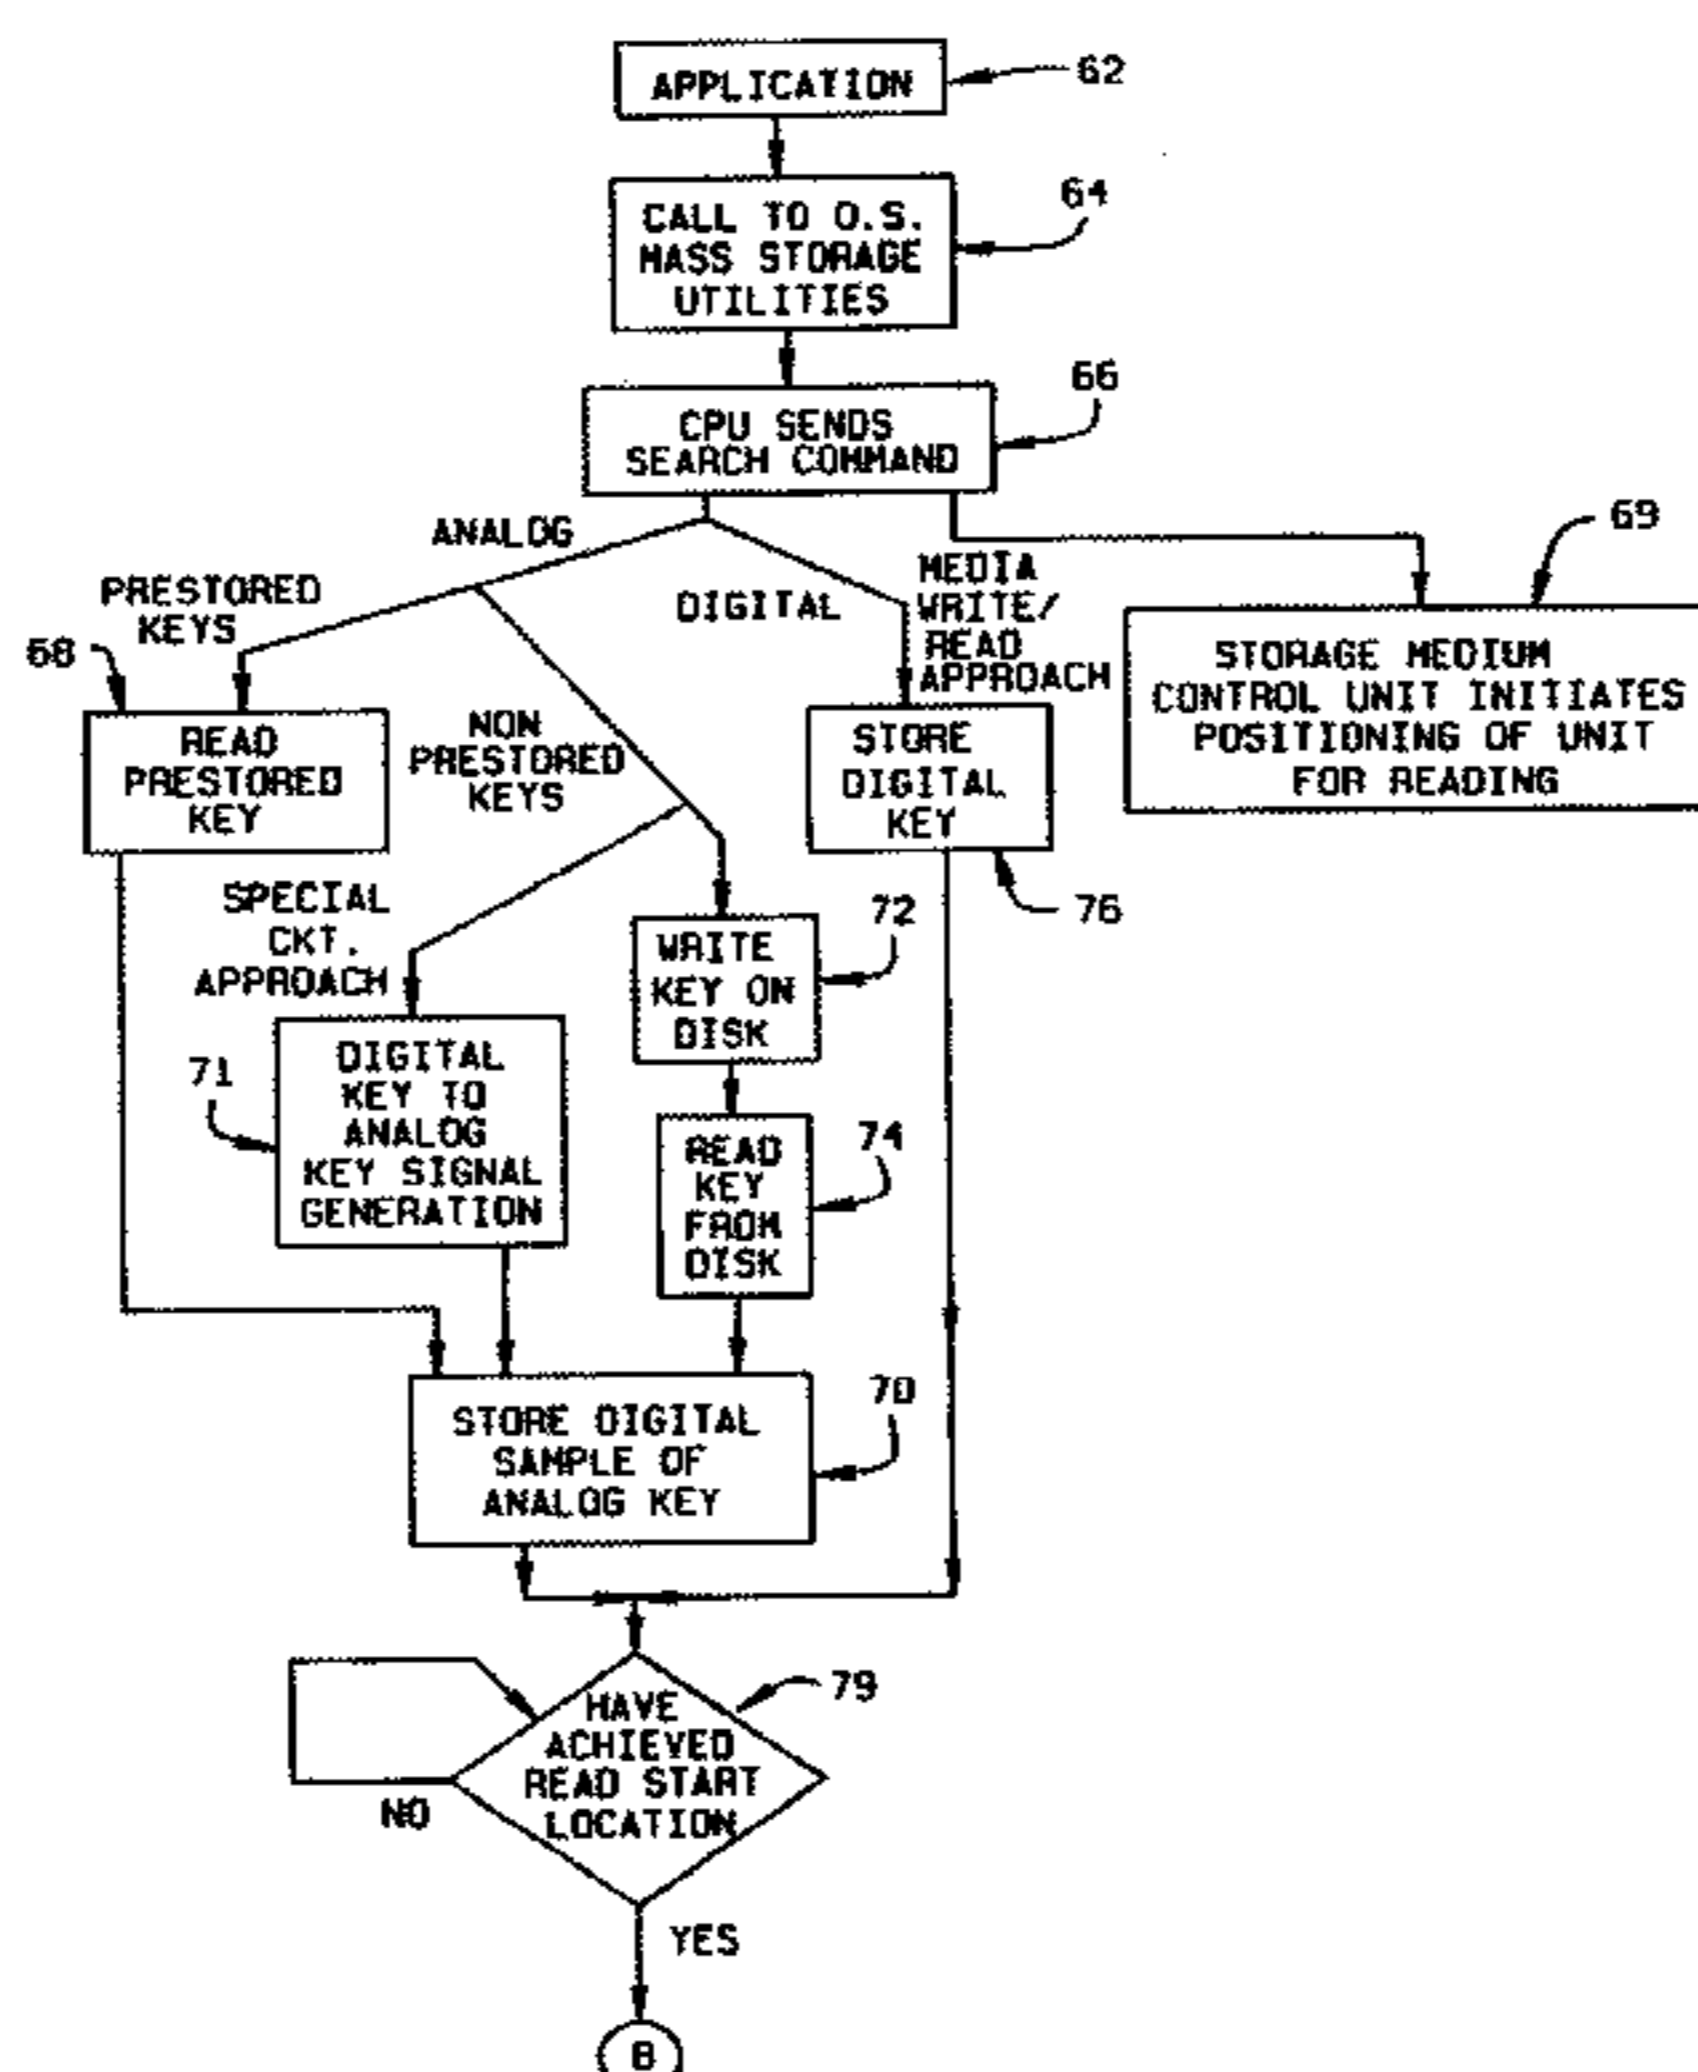 APPLICATION
62
CALL TO O.S.
MASS STORAGE
UTILITIES
64
CPU SENDS
SEARCH COMMAND
66
ANALOG
DIGITAL
MEDIA
WRITE/
READ
APPROACH
69
STORAGE MEDIUM
CONTROL UNIT INITIATES
POSITIONING OF UNIT
FOR READING
PRESTORED
KEYS
68
READ
PRESTORED
KEY
NON
PRESTORED
KEYS
STORE
DIGITAL
KEY
76
SPECIAL
CKT.
APPROACH
72
WRITE
KEY ON
DISK
71
DIGITAL
KEY TO
ANALOG
KEY SIGNAL
GENERATION
74
READ
KEY
FROM
DISK
70
STORE DIGITAL
SAMPLE OF
ANALOG KEY
79
HAVE
ACHIEVED
READ START
LOCATION
NO
YES
B